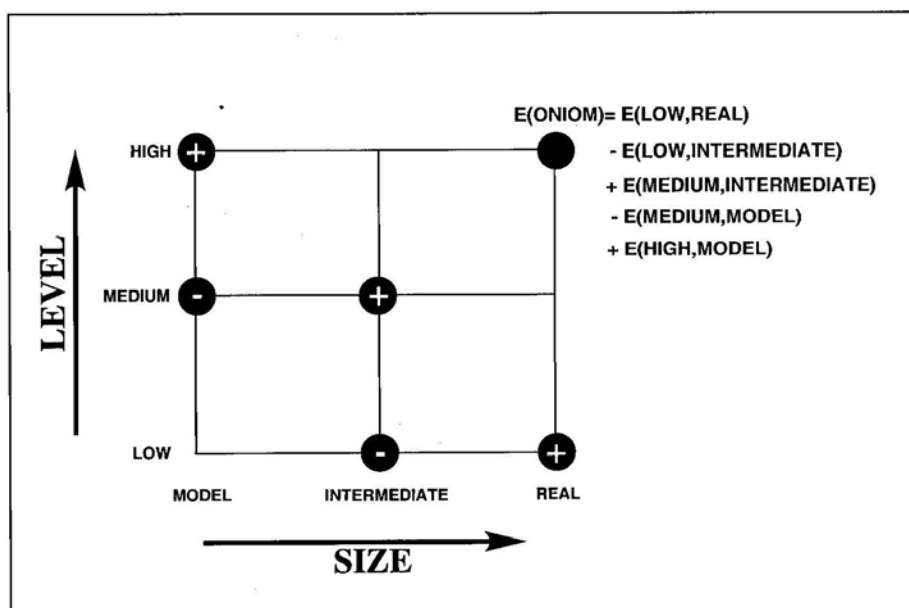 E(ONIOM)= E(LOW,REAL)
- E(LOW,INTERMEDIATE)
+ E(MEDIUM,INTERMEDIATE)
- E(MEDIUM,MODEL)
+ E(HIGH,MODEL)
HIGH
+
MEDIUM
-
+
LOW
-
+
MODEL
INTERMEDIATE
REAL
LEVEL
SIZE